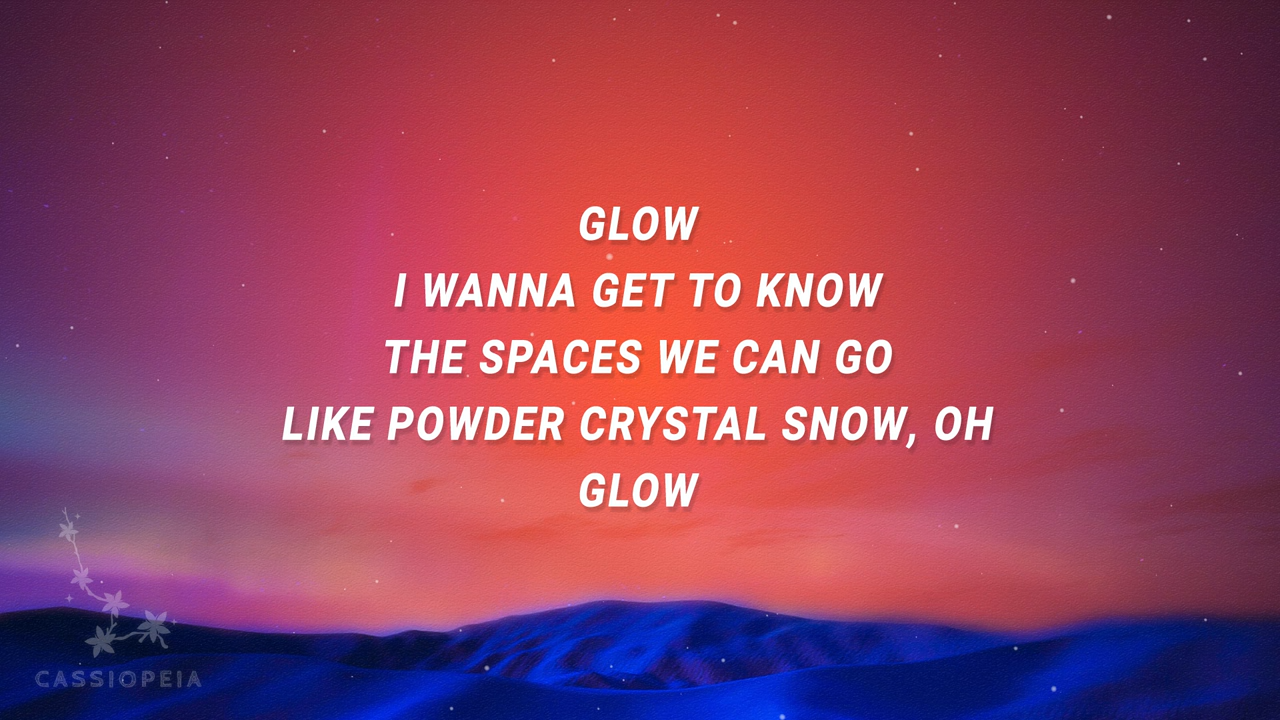 GLOW
I WANNA GET TO KNOW
THE SPACES WE CAN GO
LIKE POWDER CRYSTAL SNOW, OH
GLOW
CASSIOPEIA